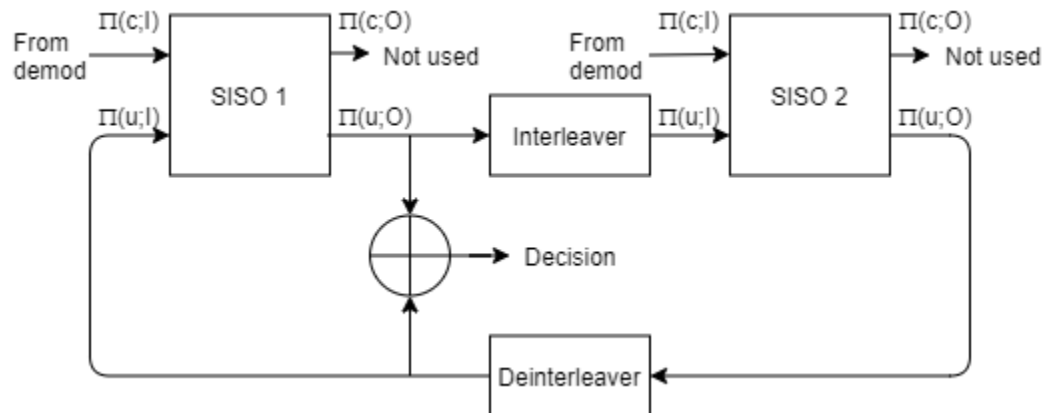 Π(c;I)
Π(c;O)
Π(c;I)
Π(c;O)
From
demod
Not used
From
demod
Not used
SISO 1
SISO 2
Π(u;I)
Π(u;O)
Interleaver
Π(u;I)
Π(u;O)
Decision
Deinterleaver